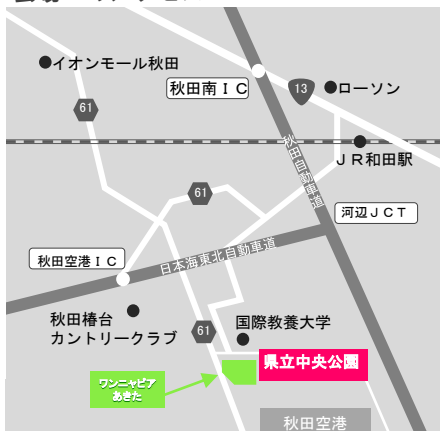 イオンモール秋田
秋田南ＩＣ
13
ローソン
61
秋田自動車道
ＪＲ和田駅
61
河辺ＪＣＴ
秋田空港ＩＣ
日本海東北自動車道
秋田椿台
カントリークラブ
61
国際教養大学
県立中央公園
ワンニャピア
あきた
秋田空港